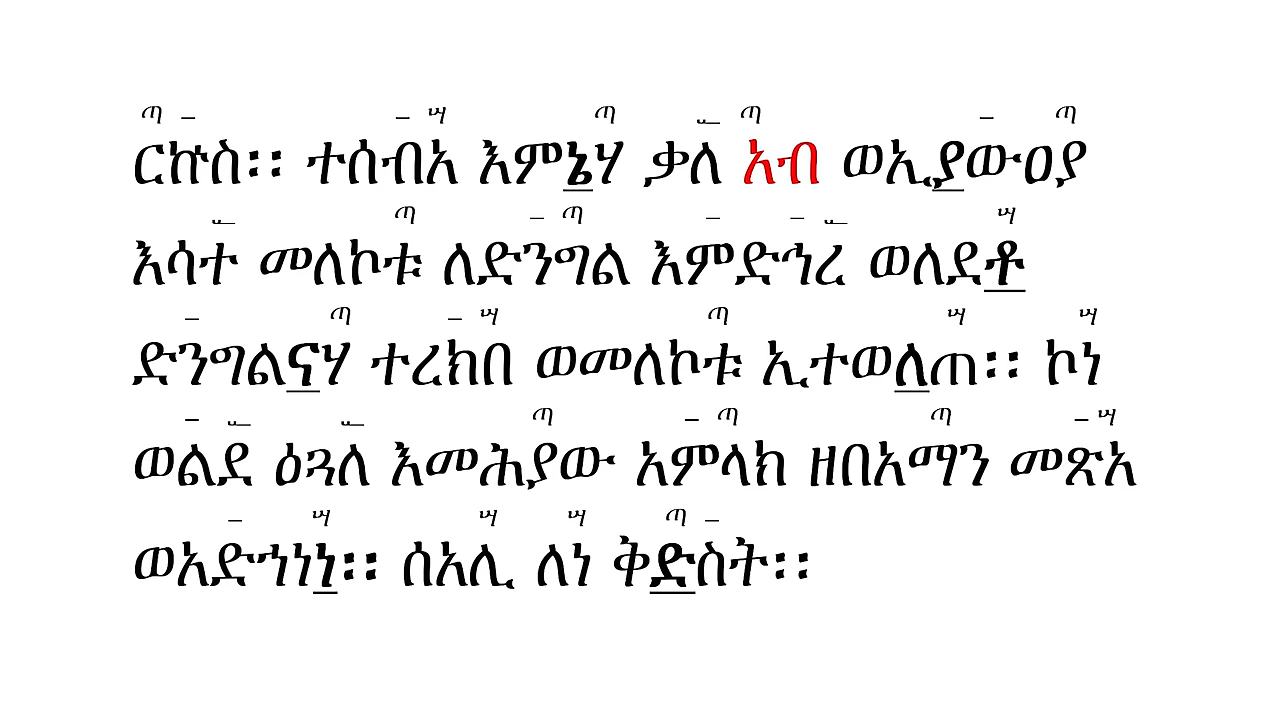 ርኵስ፡፡ ተሰብአ እምኔሃ ቃለ አብ ወኢያውዐያ
እሳተ መለኮቱ ለድንግል እምድኅረ ወለደቶ
ድንግልናሃ ተረክበ ወመለኮቱ ኢተወለጠ፡፡ ኮነ
ወልደ ዕጓለ እመሕያው አምላክ ዘበአማን መጽአ
ወአድኀነነ፡፡ ሰአሊ ለነ ቅድስት፡፡